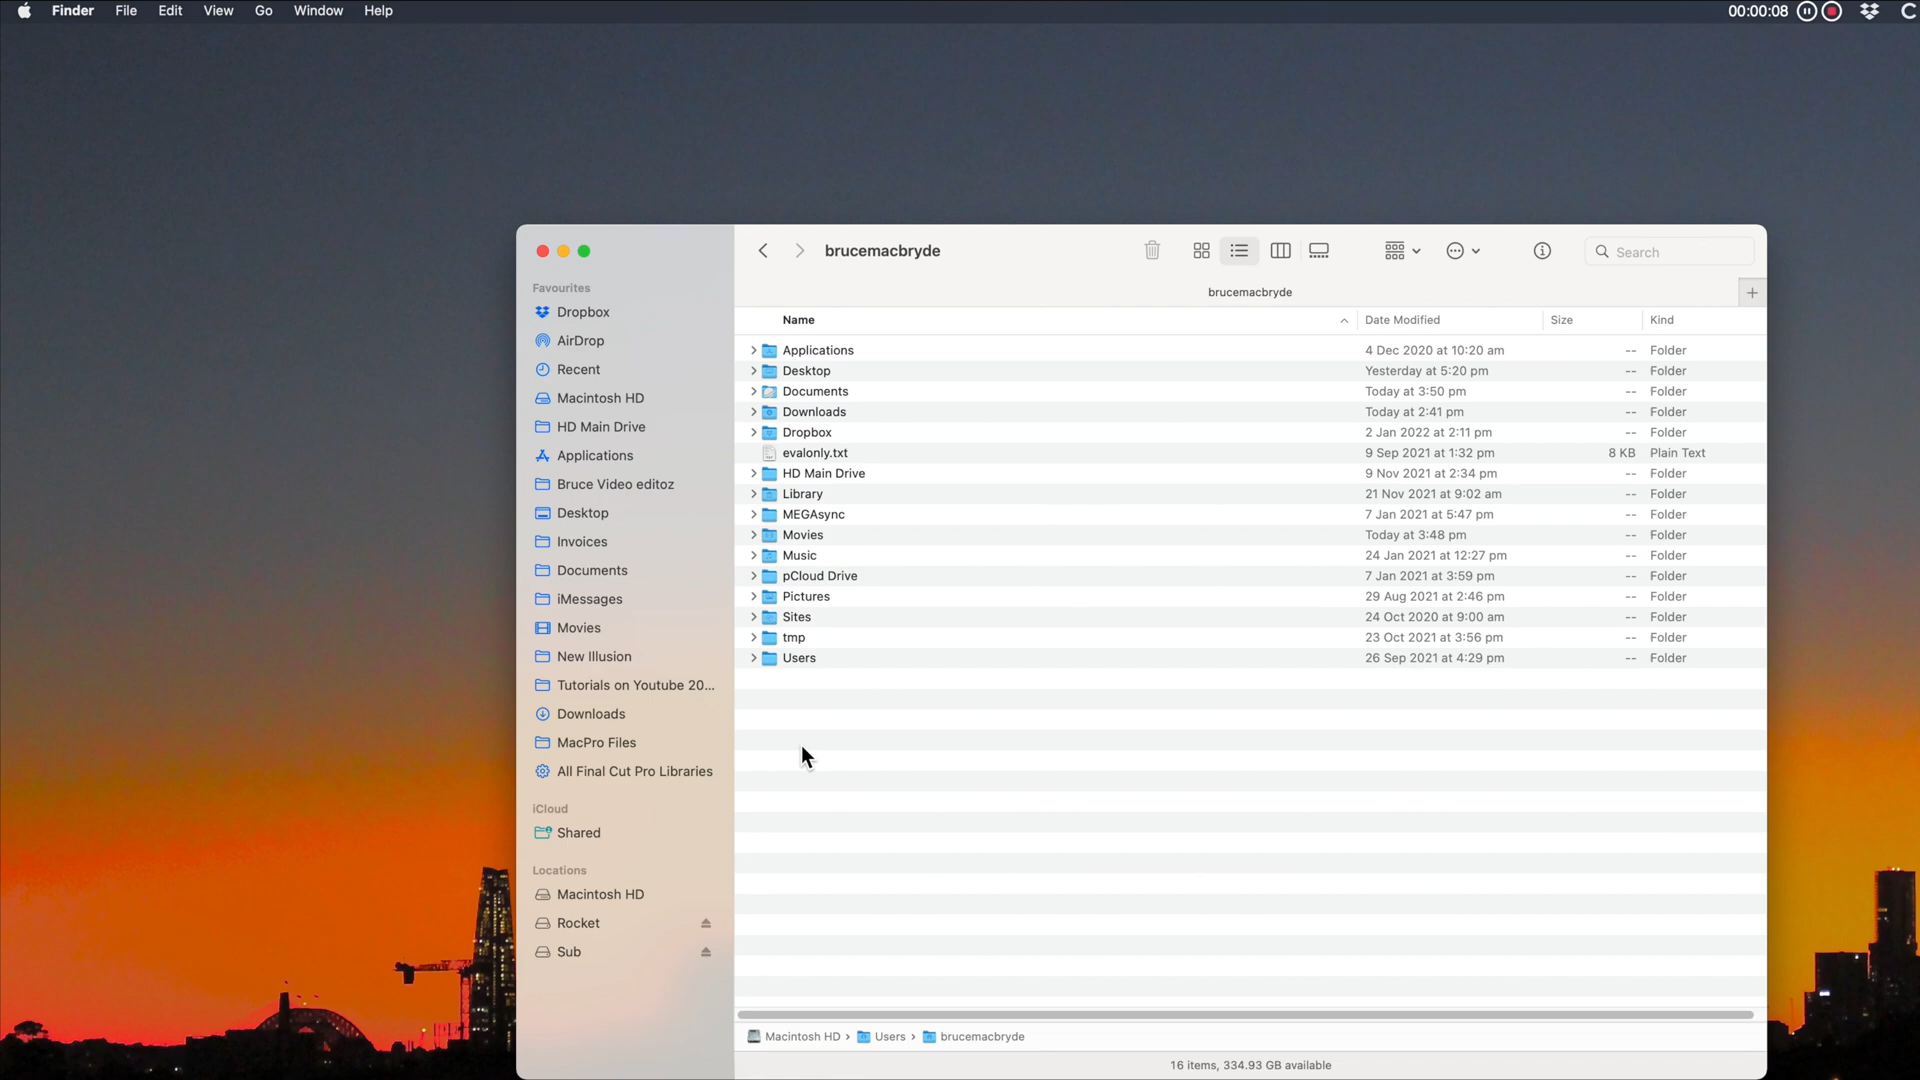 Finder File Edit View Go Window Help 00:00:08
brucemacbryde Search
brucemacbryde
Favourites
Dropbox
AirDrop
Recent
Macintosh HD
HD Main Drive
Applications
Bruce Video editoz
Desktop
Invoices
Documents
iMessages
Movies
New Illusion
Tutorials on Youtube 20...
Downloads
MacPro Files
All Final Cut Pro Libraries
iCloud
Shared
Locations
Macintosh HD
Rocket
Sub
Name Date Modified Size Kind
Applications 4 Dec 2020 at 10:20 am -- Folder
Desktop Yesterday at 5:20 pm -- Folder
Documents Today at 3:50 pm -- Folder
Downloads Today at 2:41 pm -- Folder
Dropbox 2 Jan 2022 at 2:11 pm -- Folder
evalonly.txt 9 Sep 2021 at 1:32 pm 8 KB Plain Text
HD Main Drive 9 Nov 2021 at 2:34 pm -- Folder
Library 21 Nov 2021 at 9:02 am -- Folder
MEGAsync 7 Jan 2021 at 5:47 pm -- Folder
Movies Today at 3:48 pm -- Folder
Music 24 Jan 2021 at 12:27 pm -- Folder
pCloud Drive 7 Jan 2021 at 3:59 pm -- Folder
Pictures 29 Aug 2021 at 2:46 pm -- Folder
Sites 24 Oct 2020 at 9:00 am -- Folder
tmp 23 Oct 2021 at 3:56 pm -- Folder
Users 26 Sep 2021 at 4:29 pm -- Folder
Macintosh HD › Users › brucemacbryde
16 items, 334.93 GB available